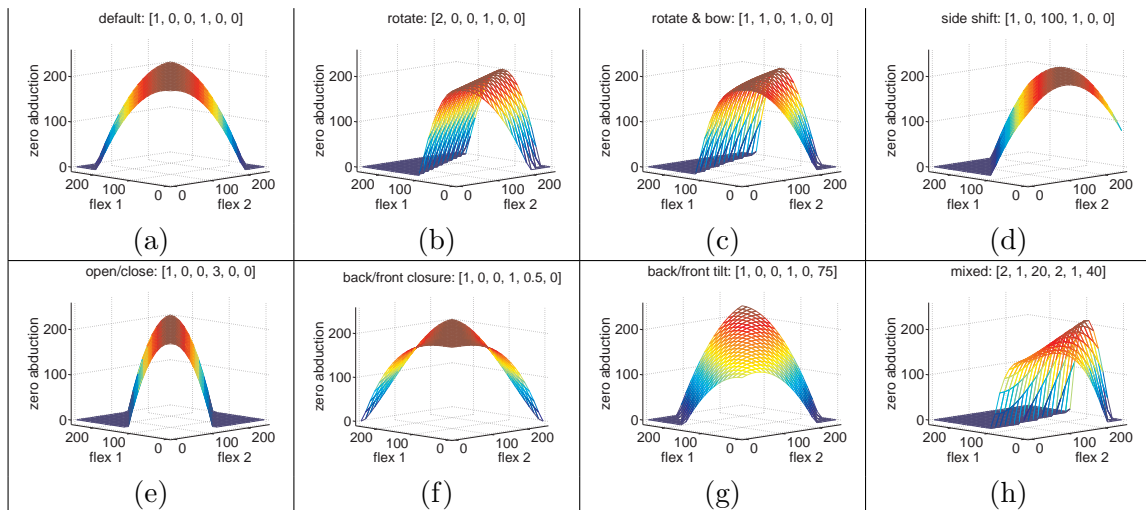 default: [1, 0, 0, 1, 0, 0]
zero abduction
200
100
0
200
100
0
0
100
200
flex 1
flex 2
(a)
rotate: [2, 0, 0, 1, 0, 0]
zero abduction
200
100
0
200
100
0
0
100
200
flex 1
flex 2
(b)
rotate & bow: [1, 1, 0, 1, 0, 0]
zero abduction
200
100
0
200
100
0
0
100
200
flex 1
flex 2
(c)
side shift: [1, 0, 100, 1, 0, 0]
zero abduction
200
100
0
200
100
0
0
100
200
flex 1
flex 2
(d)
open/close: [1, 0, 0, 3, 0, 0]
zero abduction
200
100
0
200
100
0
0
100
200
flex 1
flex 2
(e)
back/front closure: [1, 0, 0, 1, 0.5, 0]
zero abduction
200
100
0
200
100
0
0
100
200
flex 1
flex 2
(f)
back/front tilt: [1, 0, 0, 1, 0, 75]
zero abduction
200
100
0
200
100
0
0
100
200
flex 1
flex 2
(g)
mixed: [2, 1, 20, 2, 1, 40]
zero abduction
200
100
0
200
100
0
0
100
200
flex 1
flex 2
(h)